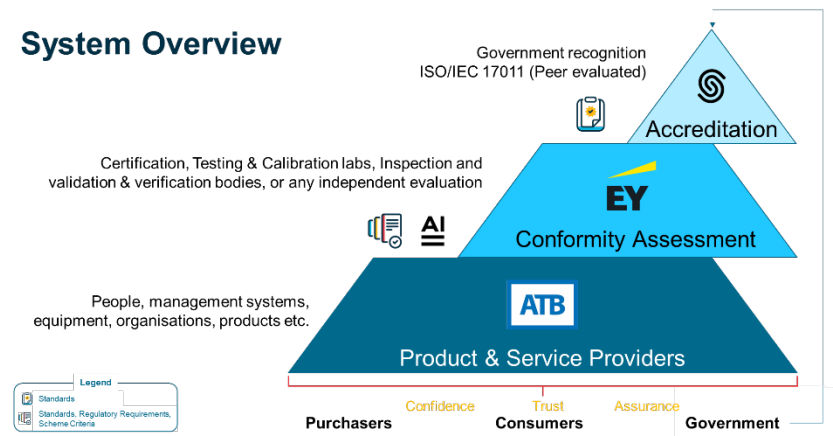 System Overview
Government recognition
ISO/IEC 17011 (Peer evaluated)
Accreditation
Certification, Testing & Calibration labs, Inspection and
validation & verification bodies, or any independent evaluation
AI
EY
Conformity Assessment
People, management systems,
equipment, organisations, products etc.
ATB
Product & Service Providers
Legend
Standards
Standards, Regulatory Requirements,
Scheme Criteria
Confidence Trust Assurance
Purchasers Consumers Government